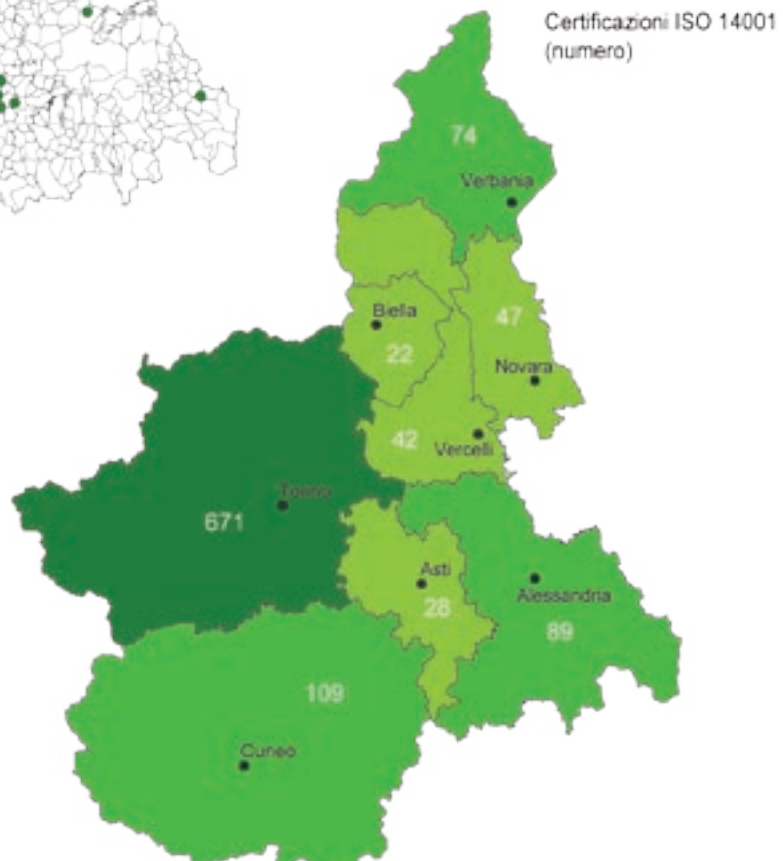 Certificazioni ISO 14001
(numero)
74
Verbania
Biella
47
22
Novara
42
Vercelli
Torino
671
Asti
Alessandria
28
89
109
Cuneo